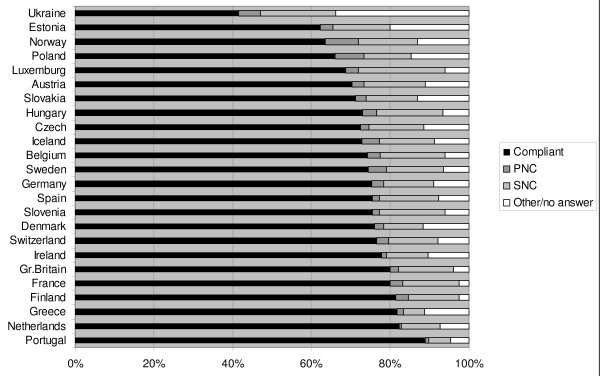 Ukraine
Estonia
Norway
Poland
Luxemburg
Austria
Slovakia
Hungary
Czech
Iceland
Belgium
Sweden
Germany
Spain
Slovenia
Denmark
Switzerland
Ireland
Gr.Britain
France
Finland
Greece
Netherlands
Portugal
0% 20% 40% 60% 80% 100%
Compliant
PNC
SNC
Other/no answer